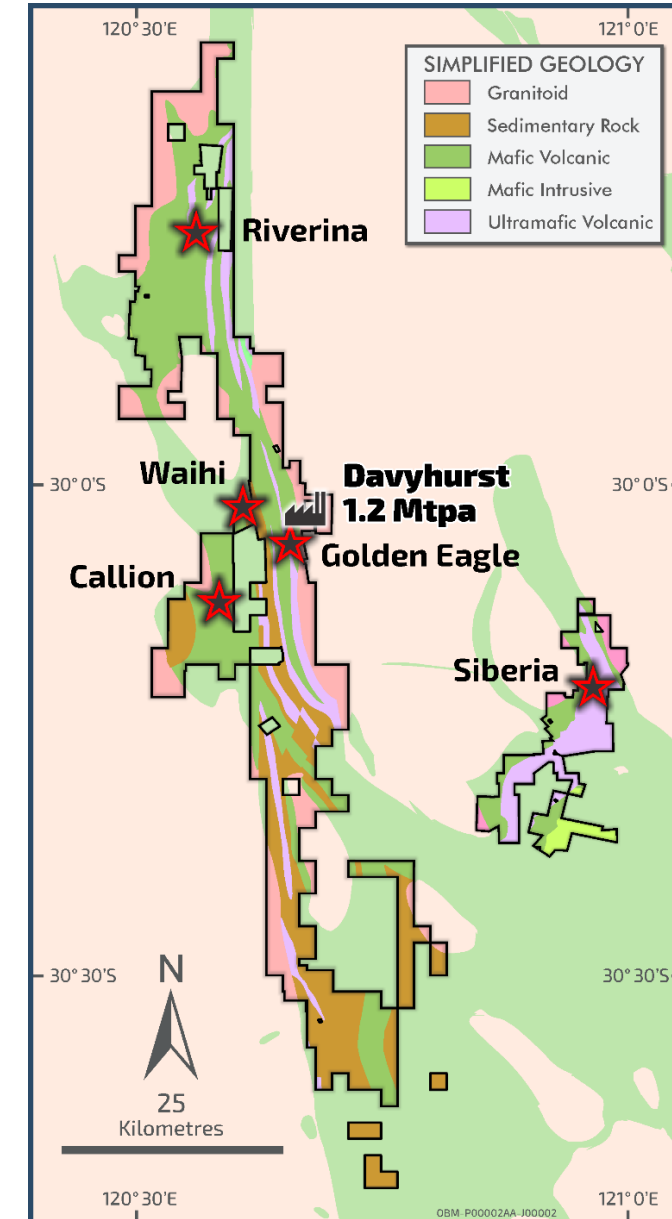 120°30'E
121°0'E
SIMPLIFIED GEOLOGY
Granitoid
Sedimentary Rock
Mafic Volcanic
Mafic Intrusive
Ultramafic Volcanic
Riverina
30°0'S
30°0'S
Waihi
Davyhurst
1.2 Mtpa
Golden Eagle
Callion
Siberia
30°30'S
30°30'S
N
25
Kilometres
120°30'E
121°0'E
OBM-P00002AA-J00002